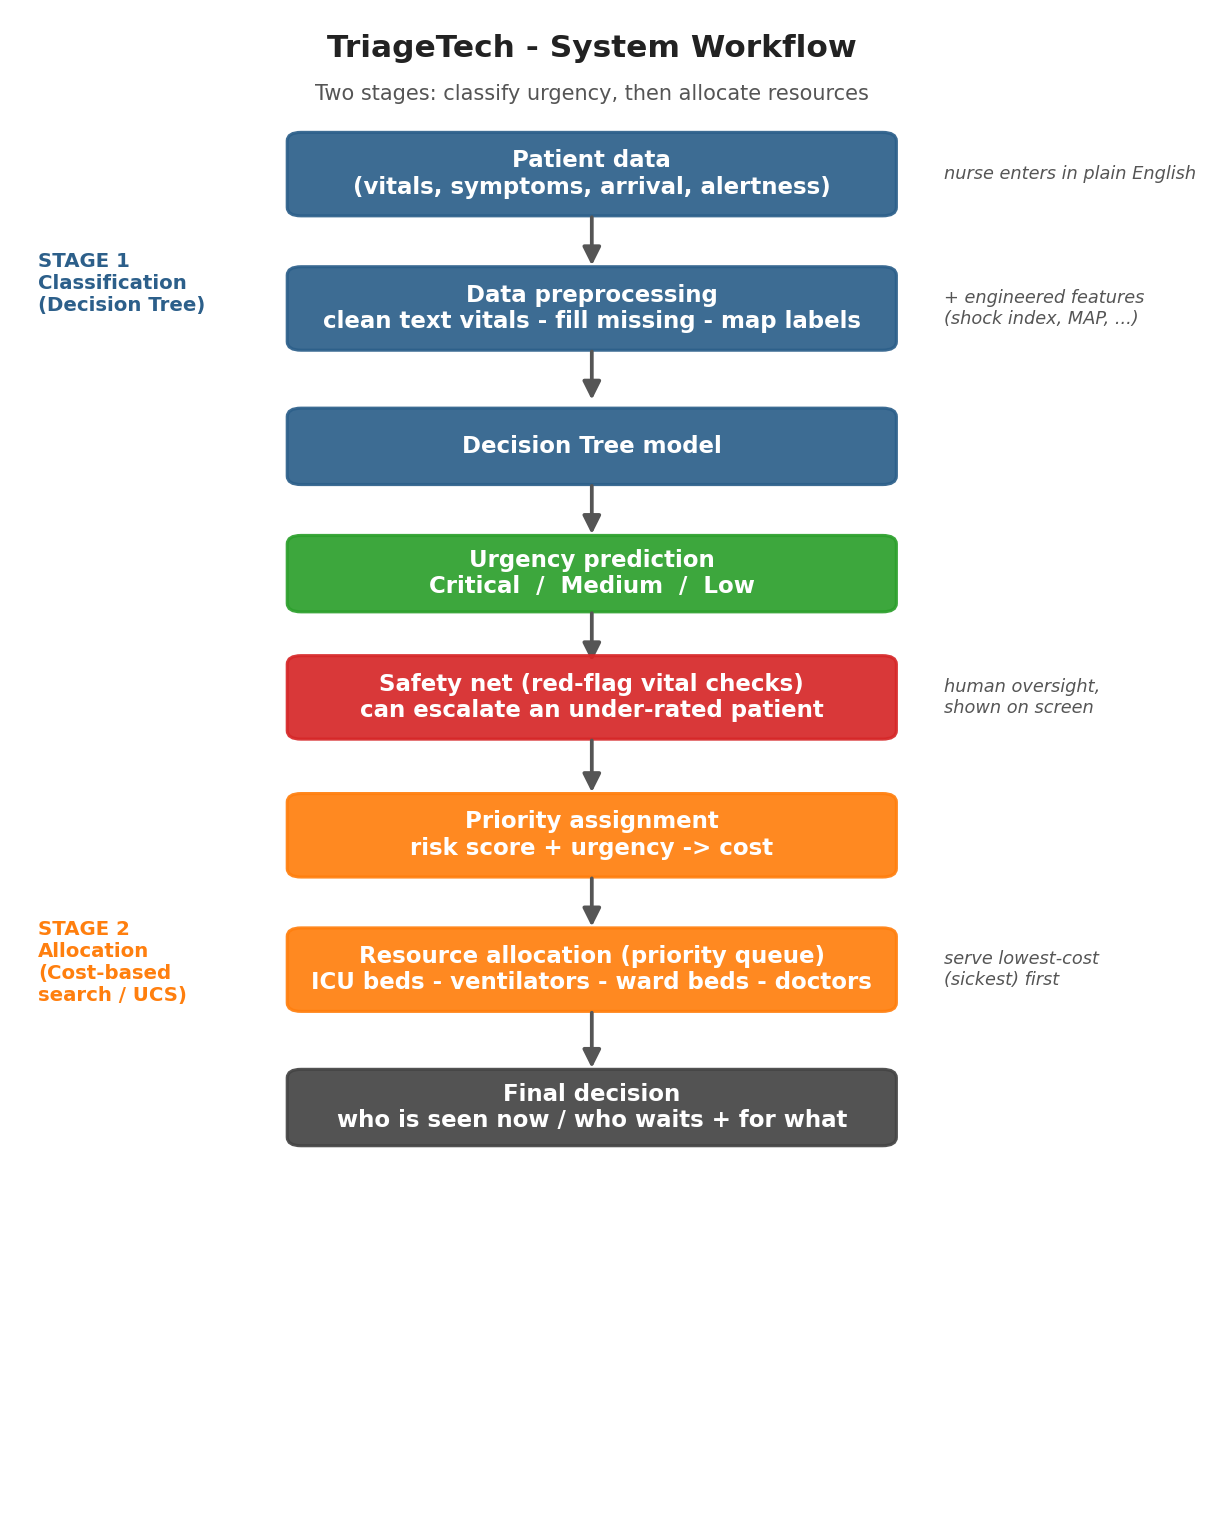 TriageTech - System Workflow
Two stages: classify urgency, then allocate resources
Patient data
(vitals, symptoms, arrival, alertness)
nurse enters in plain English
STAGE 1
Classification
(Decision Tree)
Data preprocessing
clean text vitals - fill missing - map labels
+ engineered features
(shock index, MAP, ...)
Decision Tree model
Urgency prediction
Critical / Medium / Low
Safety net (red-flag vital checks)
can escalate an under-rated patient
human oversight,
shown on screen
Priority assignment
risk score + urgency -> cost
STAGE 2
Allocation
(Cost-based
search / UCS)
Resource allocation (priority queue)
ICU beds - ventilators - ward beds - doctors
serve lowest-cost
(sickest) first
Final decision
who is seen now / who waits + for what